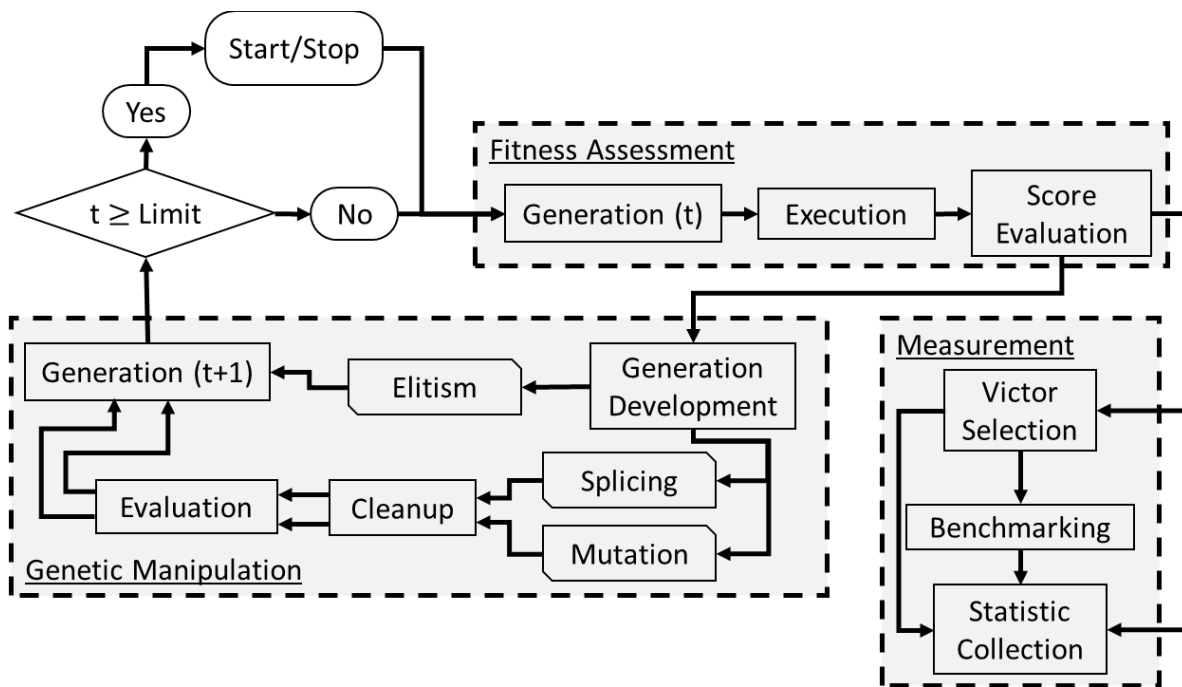 Start/Stop
Yes
t ≥ Limit
No
Fitness Assessment
Generation (t)
Execution
Score
Evaluation
Generation (t+1)
Elitism
Generation
Development
Splicing
Evaluation
Cleanup
Mutation
Genetic Manipulation
Measurement
Victor
Selection
Benchmarking
Statistic
Collection